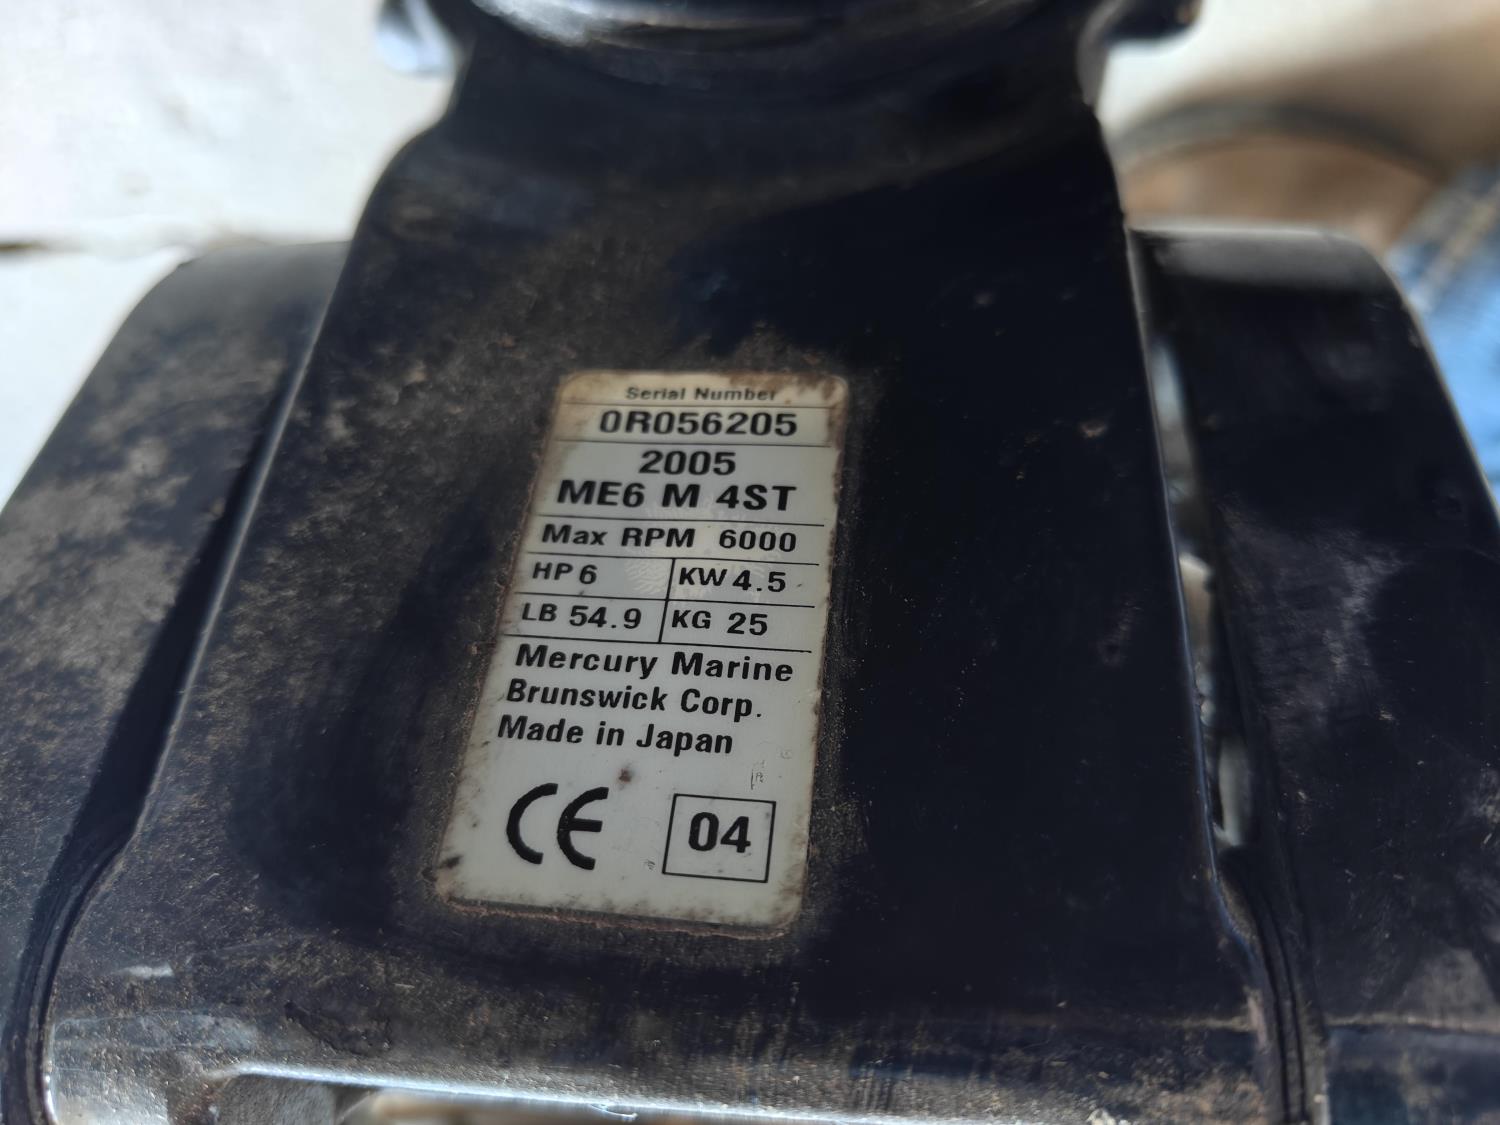 Serial Number
0R056205
2005
ME6 M 4ST
Max RPM 6000
HP 6 KW 4.5
LB 54.9 KG 25
Mercury Marine
Brunswick Corp.
Made in Japan
CE 04